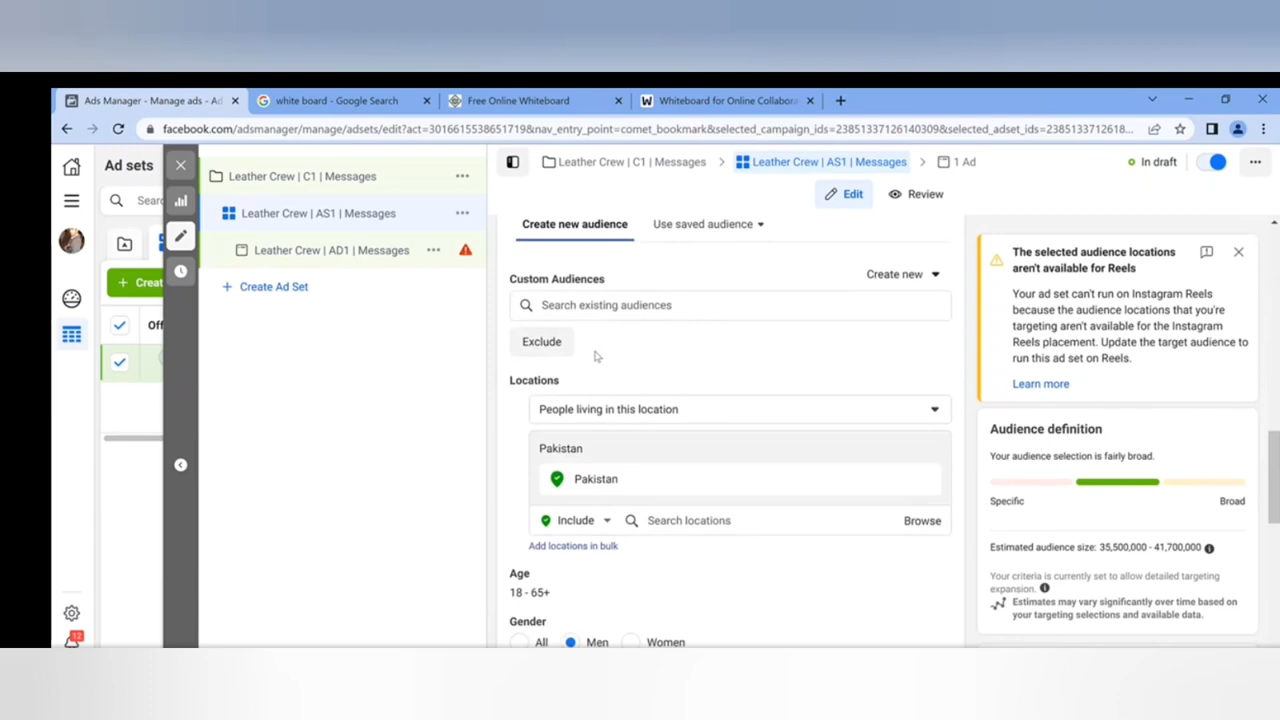 Ads Manager - Manage ads - Ad
white board - Google Search
Free Online Whiteboard
Whiteboard for Online Collabora
facebook.com/adsmanager/manage/adsets/edit?act=3016615538651719&nav_entry_point=comet_bookmark&selected_campaign_ids=23851337126140309&selected_adset_ids=2385133712618...
Ad sets
Leather Crew | C1 | Messages
Leather Crew | AS1 | Messages
1 Ad
In draft
Sear
Leather Crew | C1 | Messages
Edit
Review
Leather Crew | AS1 | Messages
Leather Crew | AD1 | Messages
+ Creat
+ Create Ad Set
Off
12
Create new audience
Use saved audience
Custom Audiences
Create new
Search existing audiences
Exclude
Locations
People living in this location
Pakistan
Pakistan
Include
Search locations
Browse
Add locations in bulk
Age
18 - 65+
Gender
All
Men
Women
The selected audience locations
aren't available for Reels
Your ad set can't run on Instagram Reels
because the audience locations that you're
targeting aren't available for the Instagram
Reels placement. Update the target audience to
run this ad set on Reels.
Learn more
Audience definition
Your audience selection is fairly broad.
Specific
Broad
Estimated audience size: 35,500,000 - 41,700,000
Your criteria is currently set to allow detailed targeting
expansion.
Estimates may vary significantly over time based on
your targeting selections and available data.